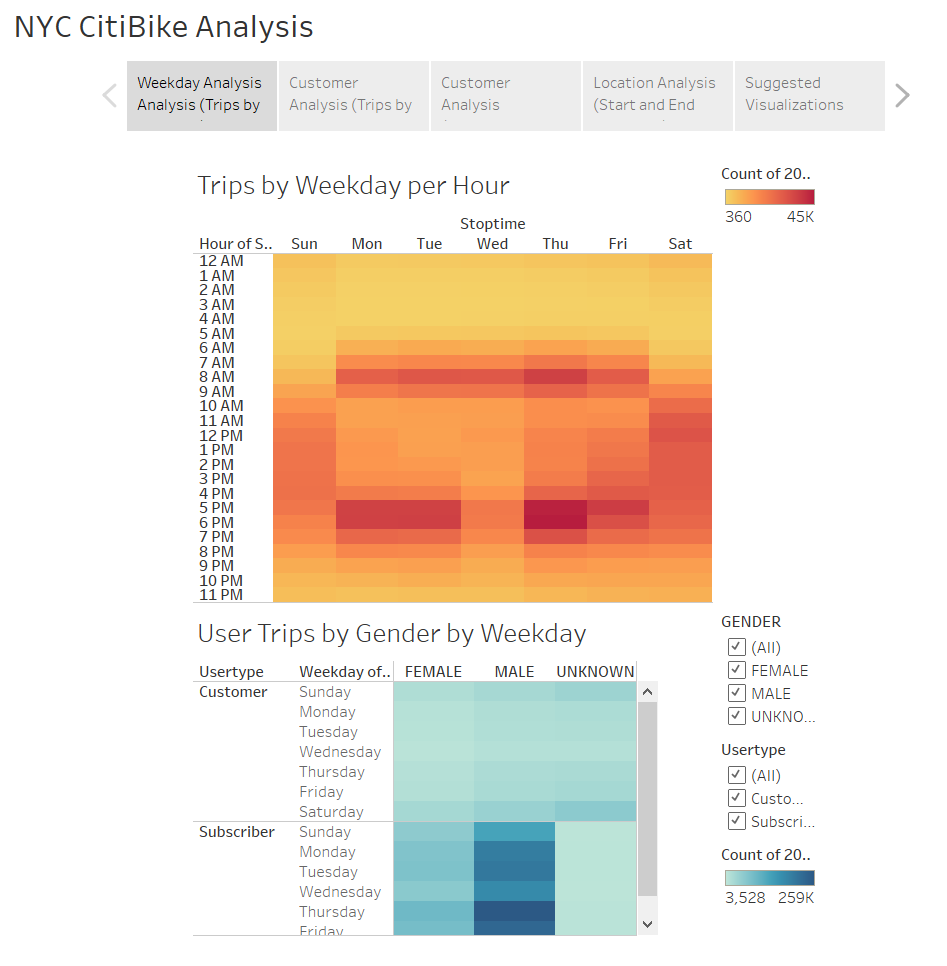 NYC CitiBike Analysis
Weekday Analysis
Analysis (Trips by
Customer
Analysis (Trips by
Customer
Analysis
Location Analysis
(Start and End
Suggested
Visualizations
Trips by Weekday per Hour
Count of 20..
360 45K
Stoptime
Hour of S.. Sun Mon Tue Wed Thu Fri Sat
12 AM
1 AM
2 AM
3 AM
4 AM
5 AM
6 AM
7 AM
8 AM
9 AM
10 AM
11 AM
12 PM
1 PM
2 PM
3 PM
4 PM
5 PM
6 PM
7 PM
8 PM
9 PM
10 PM
11 PM
User Trips by Gender by Weekday
Usertype Weekday of.. FEMALE MALE UNKNOWN
Customer Sunday
Monday
Tuesday
Wednesday
Thursday
Friday
Saturday
Subscriber Sunday
Monday
Tuesday
Wednesday
Thursday
Friday
GENDER
(All)
FEMALE
MALE
UNKNO...
Usertype
(All)
Custo...
Subscri...
Count of 20..
3,528 259K